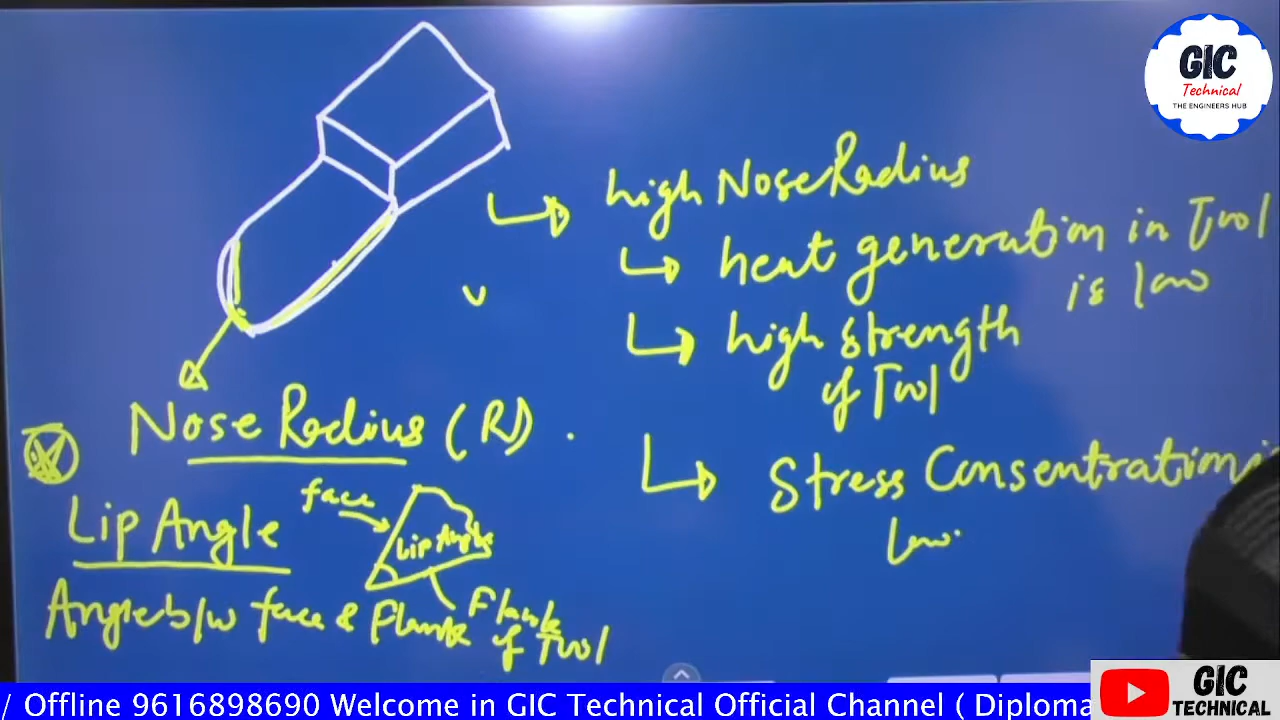 GIC
Technical
THE ENGINEERS HUB
high Nose Radius
heat generation in Tool
is low
high strength
of Tool
Stress Consentration
low.
Nose Radius (R) .
face
Lip Angle
Lip Angle
Flank
Angle b/w face & Flank of Tool
/ Offline 9616898690 Welcome in GIC Technical Official Channel ( Diploma
GIC
TECHNICAL